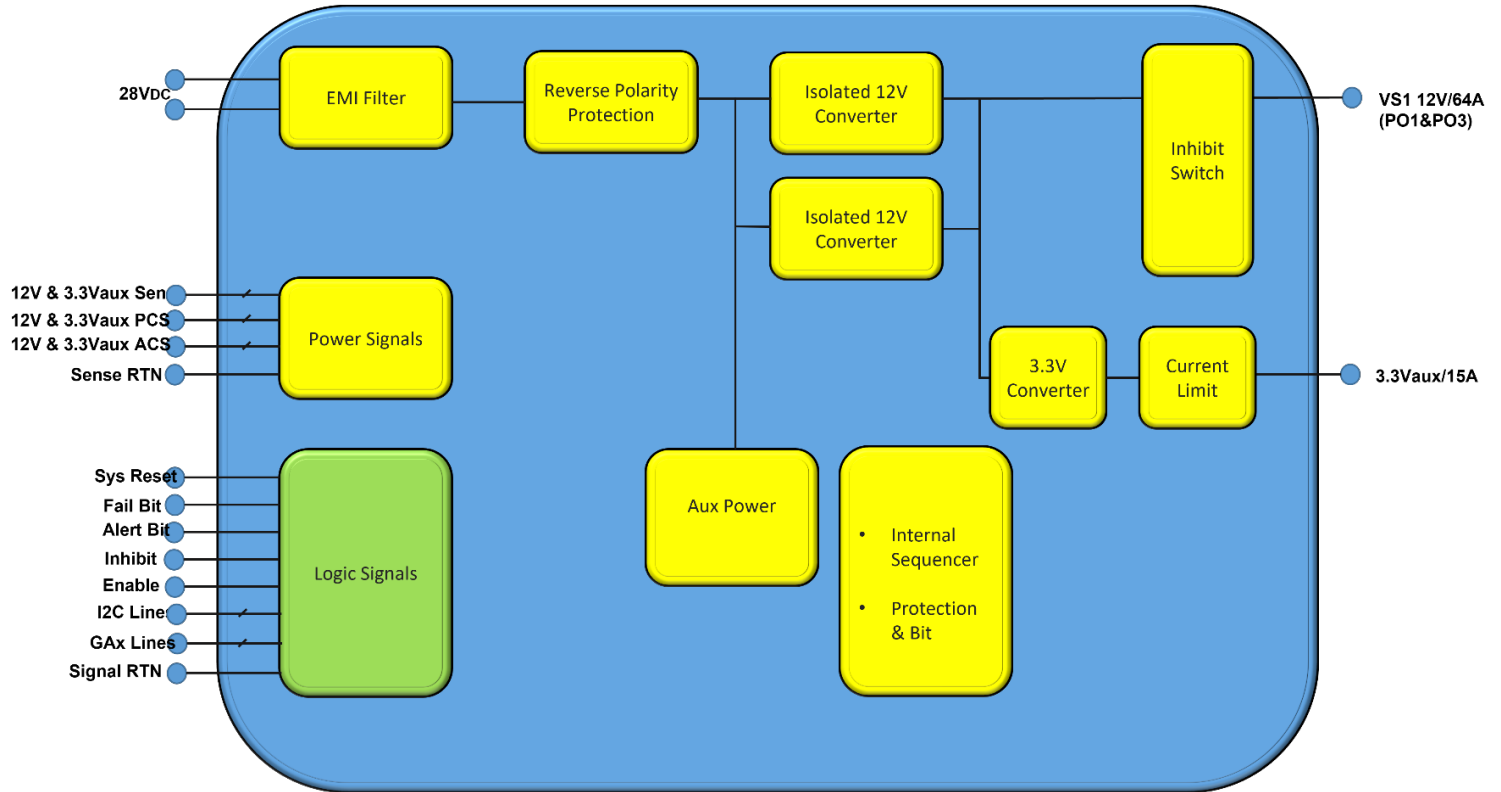 28VDC
EMI Filter
Reverse Polarity
Protection
Isolated 12V
Converter
Isolated 12V
Converter
Inhibit
Switch
VS1 12V/64A
(PO1&PO3)
12V & 3.3Vaux Sen
12V & 3.3Vaux PCS
12V & 3.3Vaux ACS
Sense RTN
Power Signals
3.3V
Converter
Current
Limit
3.3Vaux/15A
Sys Reset
Fail Bit
Alert Bit
Inhibit
Enable
I2C Lines
GAx Lines
Signal RTN
Logic Signals
Aux Power
• Internal
Sequencer
• Protection
& Bit